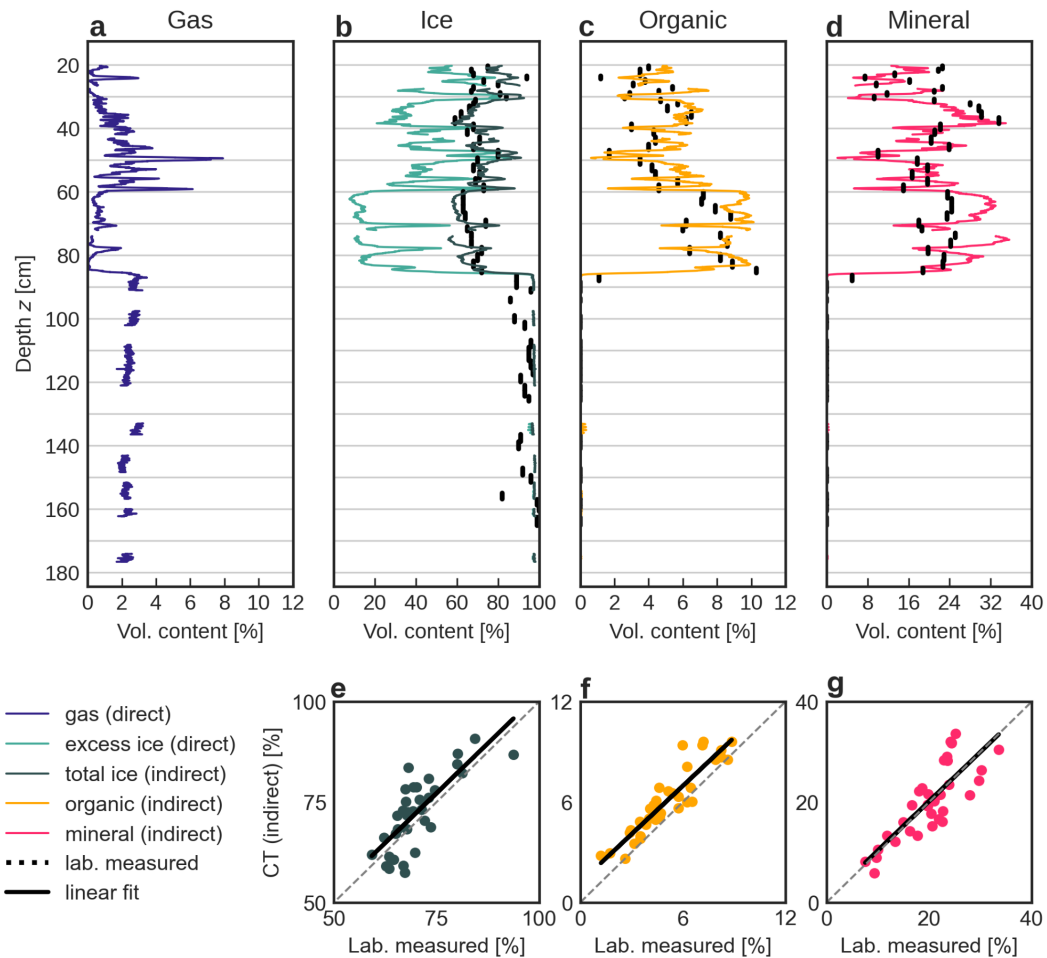 a Gas b Ice c Organic d Mineral
20
40
60
80
100
120
140
160
180
Depth z [cm]
0 2 4 6 8 10 12 0 20 40 60 80 100 0 2 4 6 8 10 12 0 8 16 24 32 40
Vol. content [%] Vol. content [%] Vol. content [%] Vol. content [%]
gas (direct)
excess ice (direct)
total ice (indirect)
organic (indirect)
mineral (indirect)
lab. measured
linear fit
e f g
CT (indirect) [%]
100 12 40
75 6 20
50 0 0
50 75 100 0 6 12 0 20 40
Lab. measured [%] Lab. measured [%] Lab. measured [%]